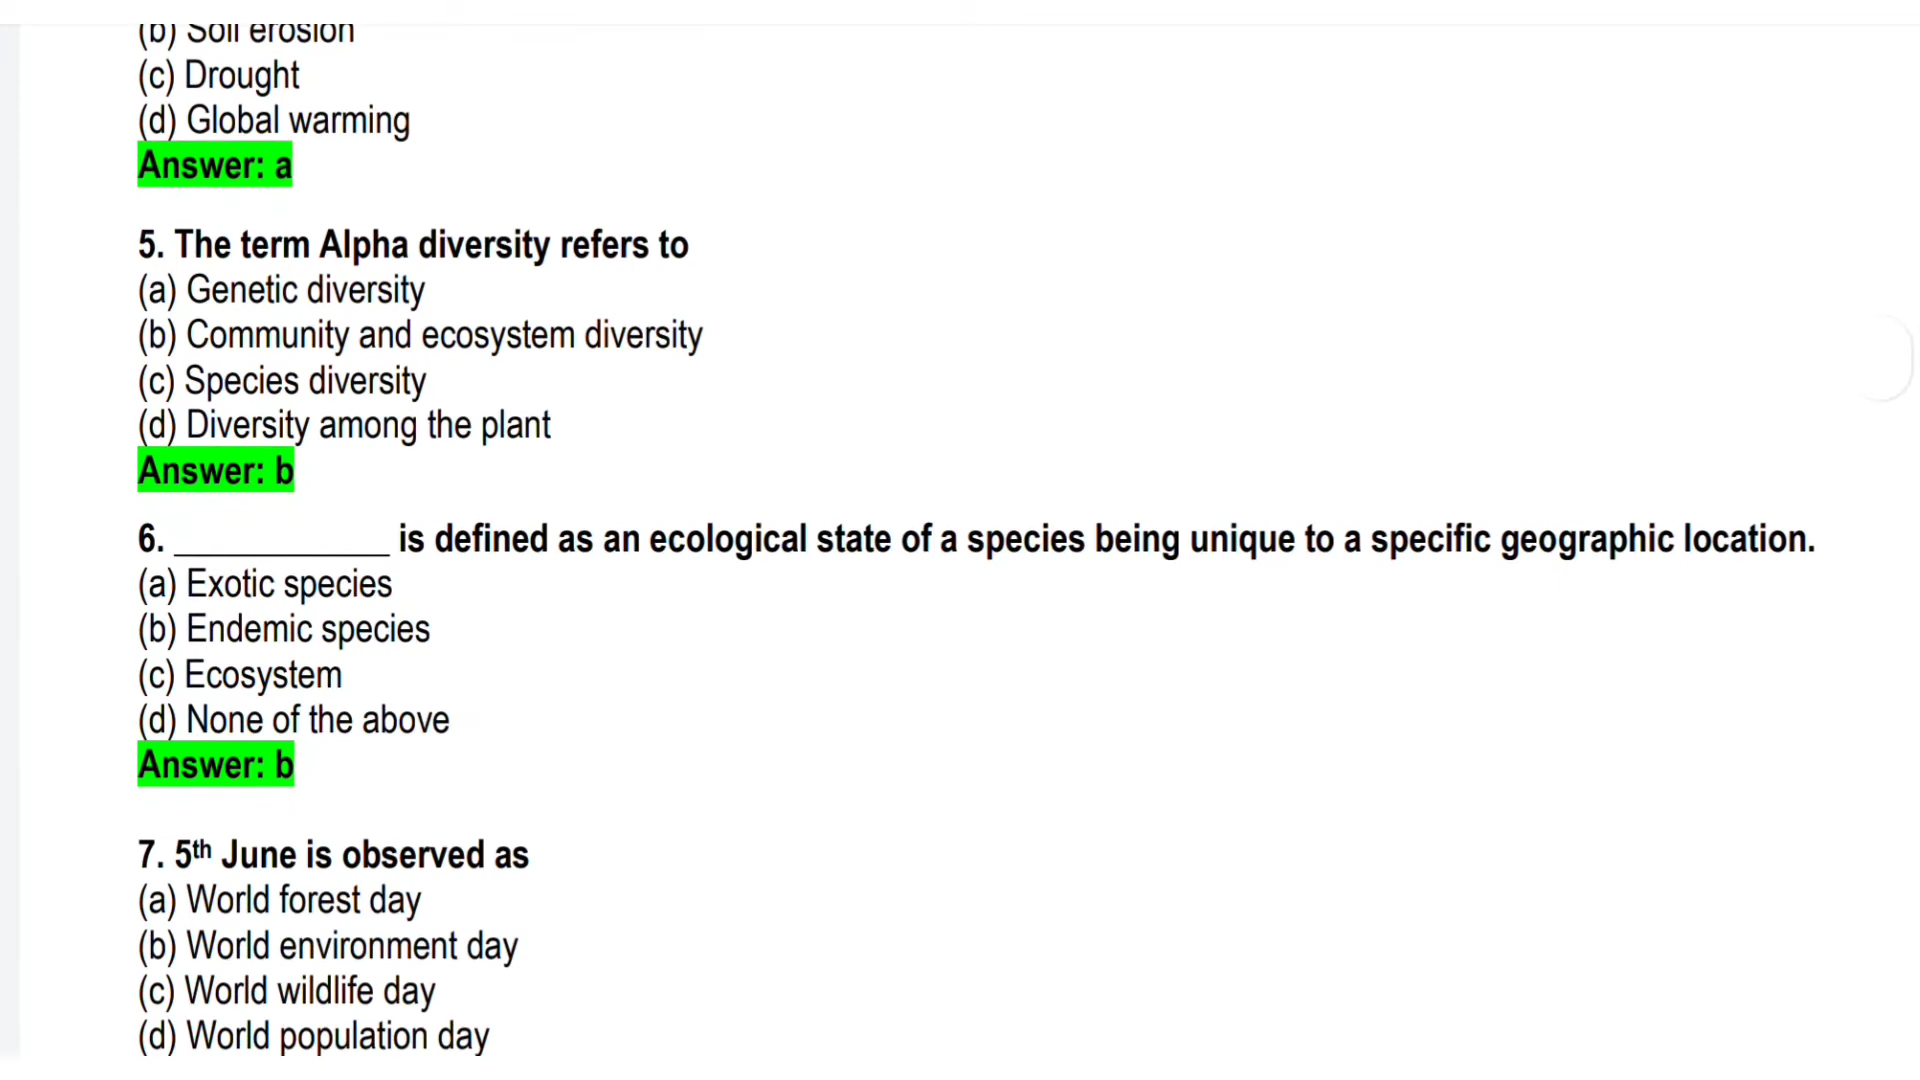 (b) Soil erosion
(c) Drought
(d) Global warming
Answer: a
5. The term Alpha diversity refers to
(a) Genetic diversity
(b) Community and ecosystem diversity
(c) Species diversity
(d) Diversity among the plant
Answer: b
6. ___________ is defined as an ecological state of a species being unique to a specific geographic location.
(a) Exotic species
(b) Endemic species
(c) Ecosystem
(d) None of the above
Answer: b
7. 5th June is observed as
(a) World forest day
(b) World environment day
(c) World wildlife day
(d) World population day